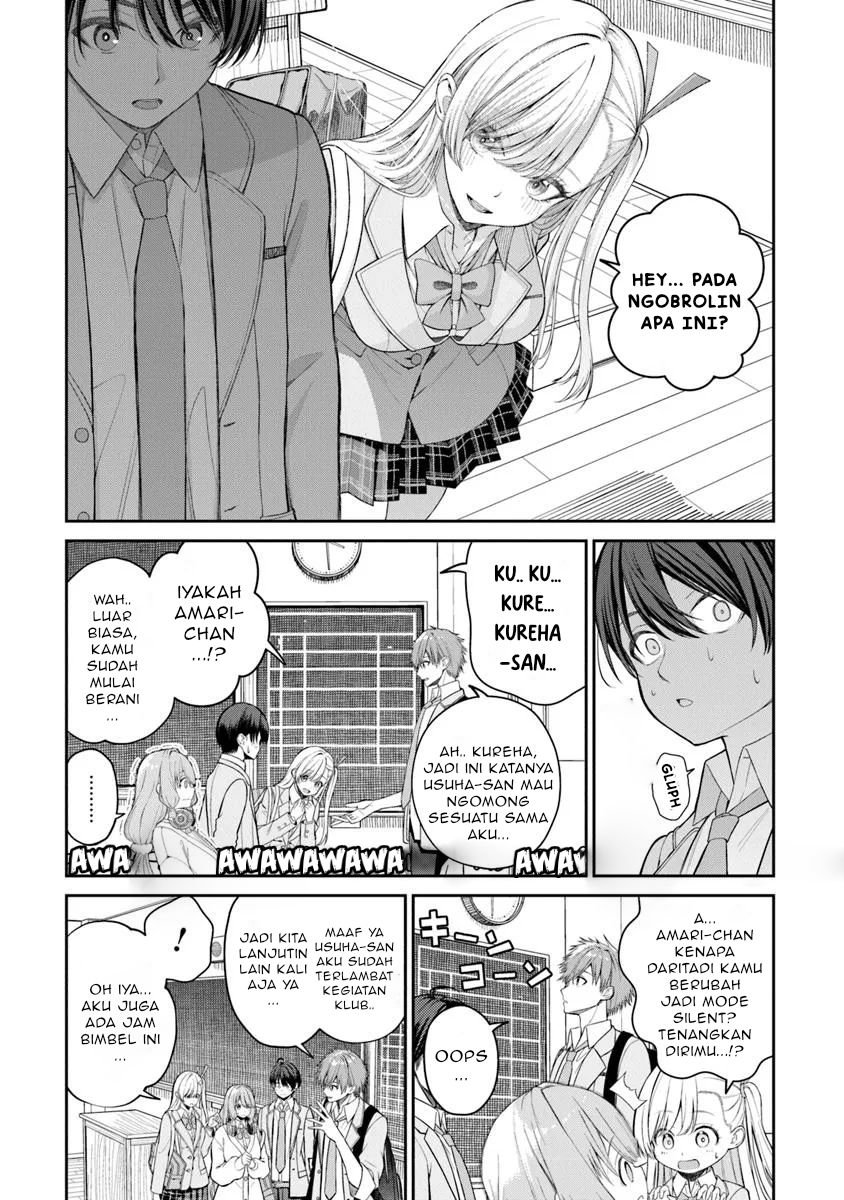 HEY... PADA
NGOBROLIN
APA INI?
KU.. KU...
KURE...
KUREHA
-SAN...
GLUPH
IYAKAH
AMARI-
CHAN
...!?
WAH..
LUAR
BIASA,
KAMU
SUDAH
MULAI
BERANI
...
AH.. KUREHA,
JADI INI KATANYA
USUHA-SAN MAU
NGOMONG
SESUATU SAMA
AKU...
.........
AWA
AWAWAWAWA
AWAW
A...
AMARI-CHAN
KENAPA
DARITADI KAMU
BERUBAH
JADI MODE
SILENT?
TENANGKAN
DIRIMU...!?
キーン
コーン
OOPS
...
MAAF YA
USUHA-SAN
AKU SUDAH
TERLAMBAT
KEGIATAN
KLUB..
JADI KITA
LANJUTIN
LAIN KALI
AJA YA
...
!
OH IYA...
AKU JUGA
ADA JAM
BIMBEL INI
...